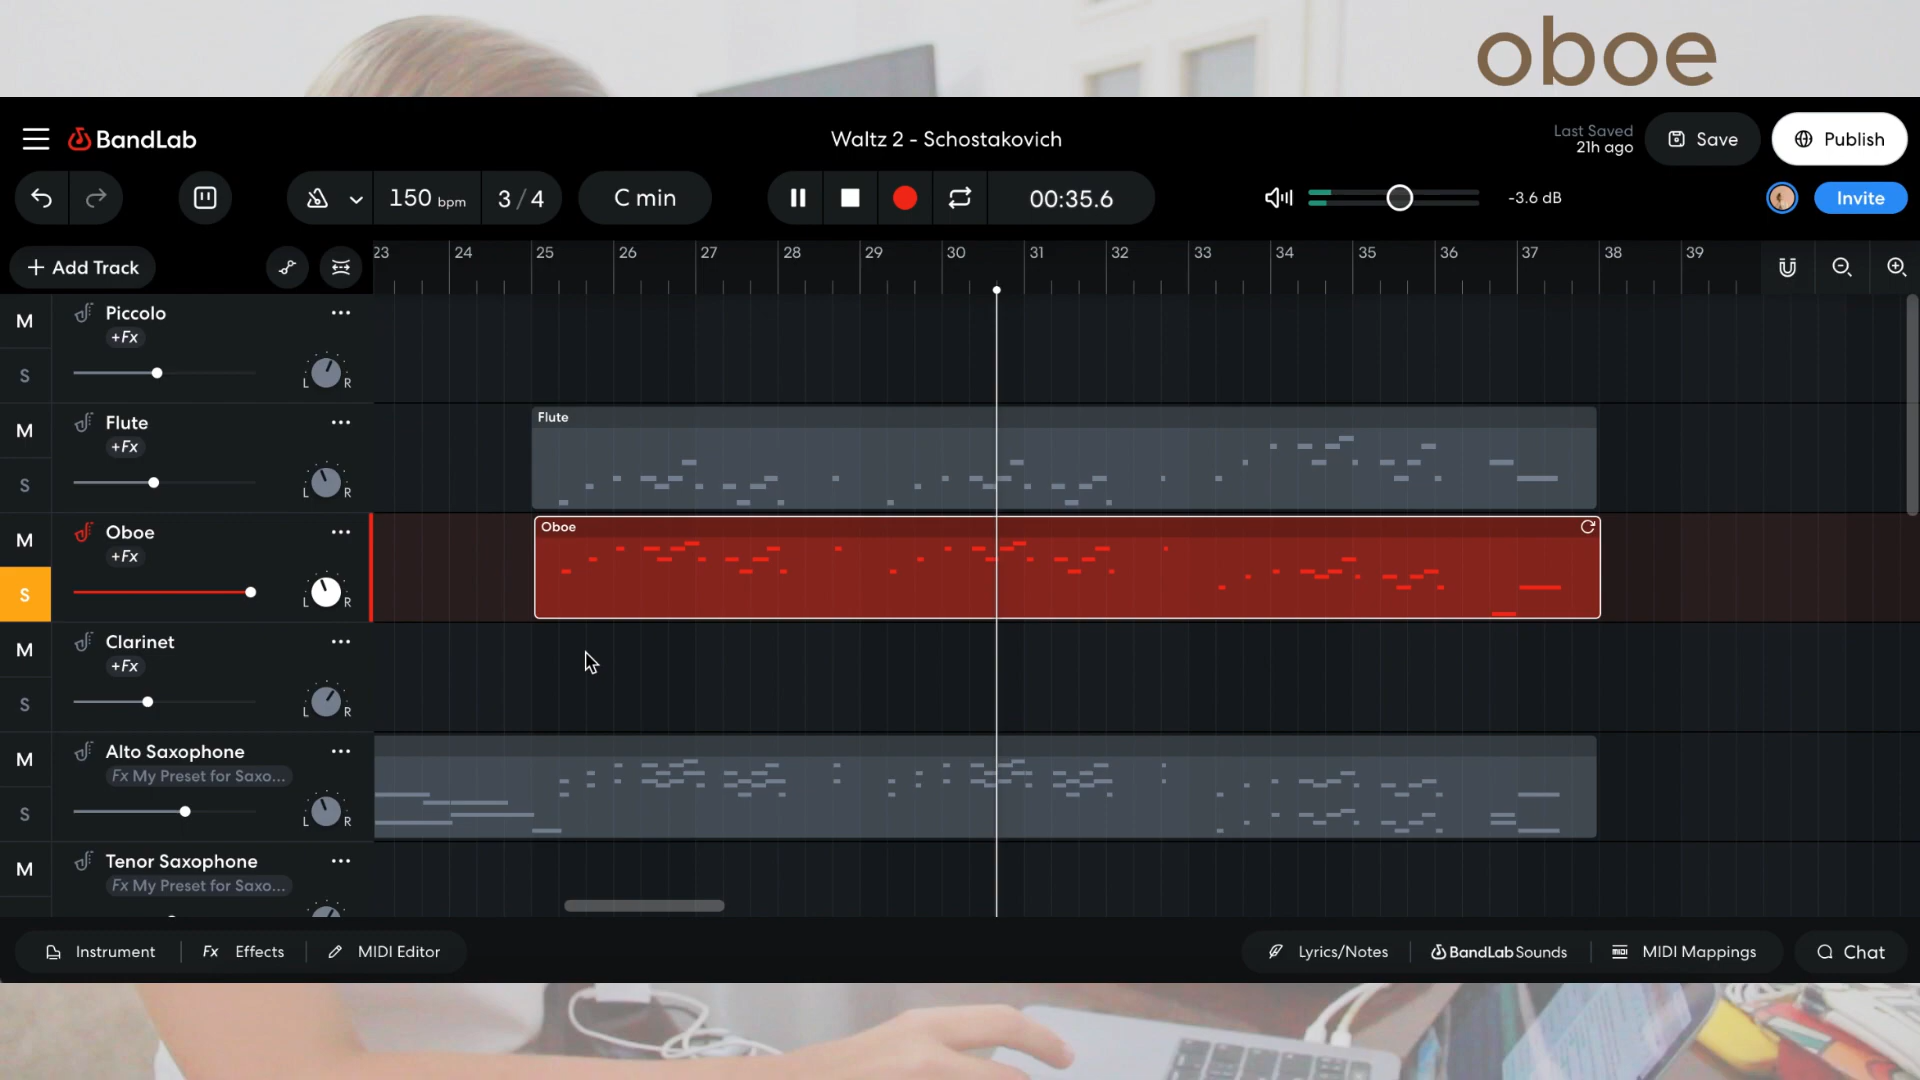 oboe
BandLab
Waltz 2 - Schostakovich
Last Saved
21h ago
Save
Publish
150 bpm
3 / 4
C min
00:35.6
-3.6 dB
Invite
+ Add Track
23 24 25 26 27 28 29 30 31 32 33 34 35 36 37 38 39
M
Piccolo
+Fx
S
L R
M
Flute
+Fx
S
L R
Flute
M
Oboe
+Fx
S
L R
Oboe
M
Clarinet
+Fx
S
L R
M
Alto Saxophone
Fx My Preset for Saxo...
S
L R
M
Tenor Saxophone
Fx My Preset for Saxo...
Instrument
Fx Effects
MIDI Editor
Lyrics/Notes
BandLab Sounds
MIDI Mappings
Chat